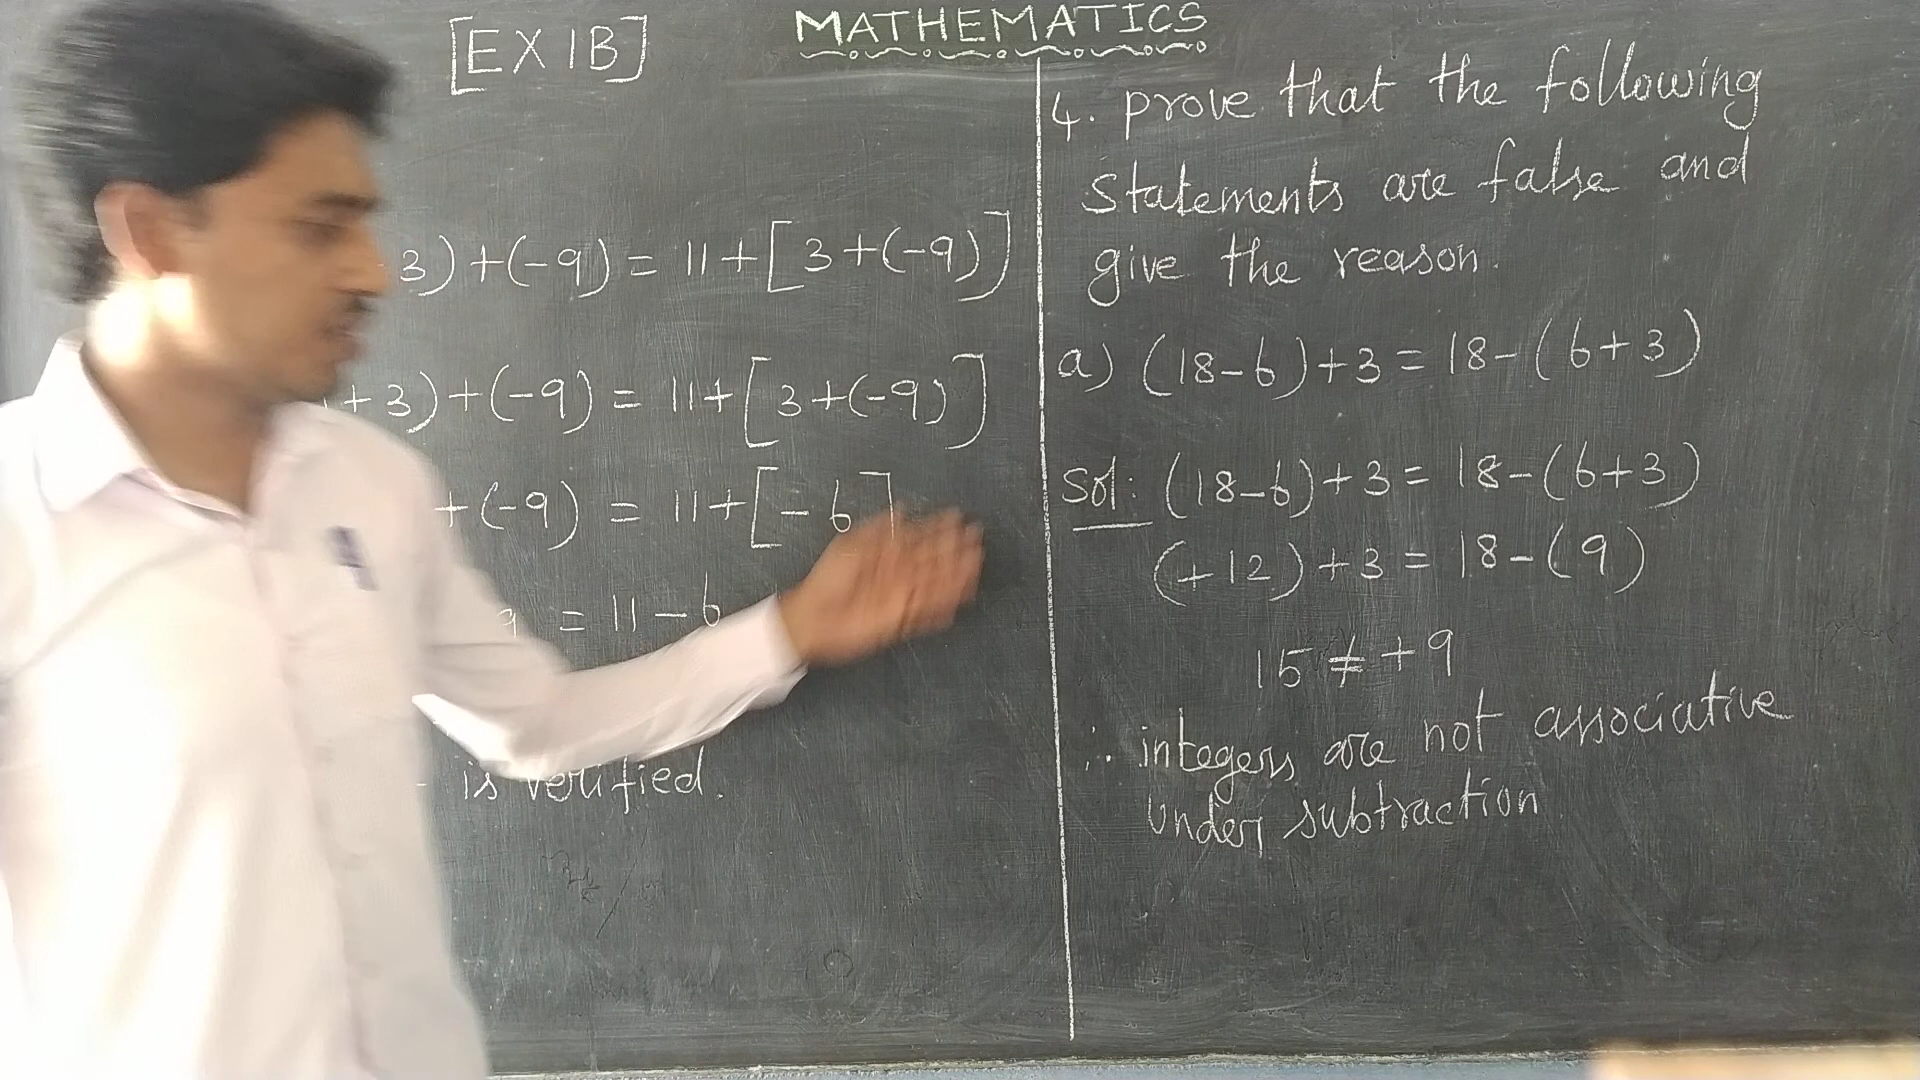 [EX 1B]
MATHEMATICS
3)+(-9) = 11+[3+(-9)]
+3)+(-9) = 11+[3+(-9)]
+(-9) = 11+[-6]
9 = 11-6
is verified.
4. prove that the following
statements are false and
give the reason.
a) (18-6)+3 = 18-(6+3)
Sol: (18-6)+3 = 18-(6+3)
(+12)+3 = 18-(9)
15 ≠ +9
∴ integers are not associative
under subtraction